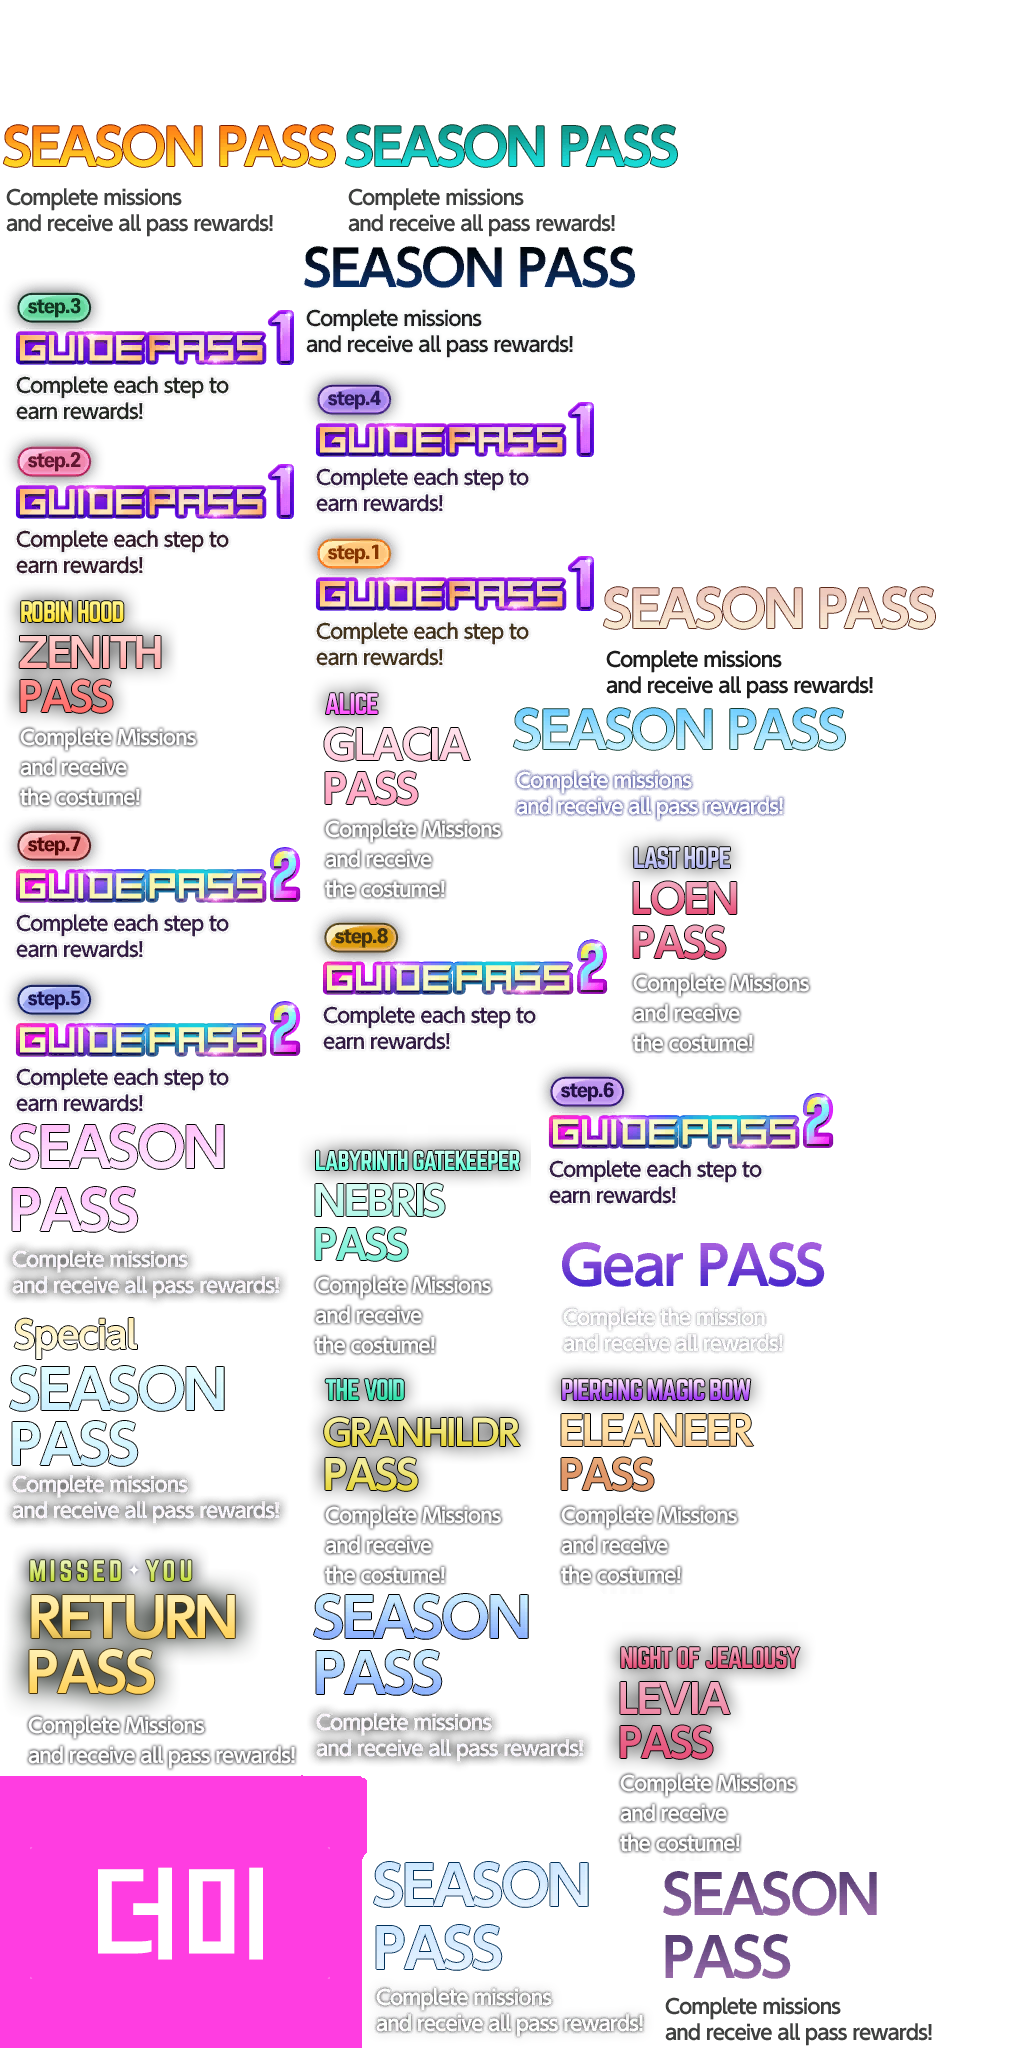 SEASON PASS
Complete missions
and receive all pass rewards!
SEASON PASS
Complete missions
and receive all pass rewards!
SEASON PASS
Complete missions
and receive all pass rewards!
step.3
GUIDEPASS 1
Complete each step to
earn rewards!
step.4
GUIDEPASS 1
Complete each step to
earn rewards!
step.2
GUIDEPASS 1
Complete each step to
earn rewards!
step.1
GUIDEPASS 1
Complete each step to
earn rewards!
SEASON PASS
Complete missions
and receive all pass rewards!
ROBIN HOOD
ZENITH
PASS
Complete Missions
and receive
the costume!
ALICE
GLACIA
PASS
Complete Missions
and receive
the costume!
SEASON PASS
Complete missions
and receive all pass rewards!
step.7
GUIDEPASS 2
Complete each step to
earn rewards!
LAST HOPE
LOEN
PASS
Complete Missions
and receive
the costume!
step.8
GUIDEPASS 2
Complete each step to
earn rewards!
step.5
GUIDEPASS 2
Complete each step to
earn rewards!
step.6
GUIDEPASS 2
Complete each step to
earn rewards!
SEASON
PASS
Complete missions
and receive all pass rewards!
LABYRINTH GATEKEEPER
NEBRIS
PASS
Complete Missions
and receive
the costume!
Gear PASS
Complete the mission
and receive all rewards!
Special
SEASON
PASS
Complete missions
and receive all pass rewards!
THE VOID
GRANHILDR
PASS
Complete Missions
and receive
the costume!
PIERCING MAGIC BOW
ELEANEER
PASS
Complete Missions
and receive
the costume!
MISSED YOU
RETURN
PASS
Complete Missions
and receive all pass rewards!
SEASON
PASS
Complete missions
and receive all pass rewards!
NIGHT OF JEALOUSY
LEVIA
PASS
Complete Missions
and receive
the costume!
더미
SEASON
PASS
Complete missions
and receive all pass rewards!
SEASON
PASS
Complete missions
and receive all pass rewards!